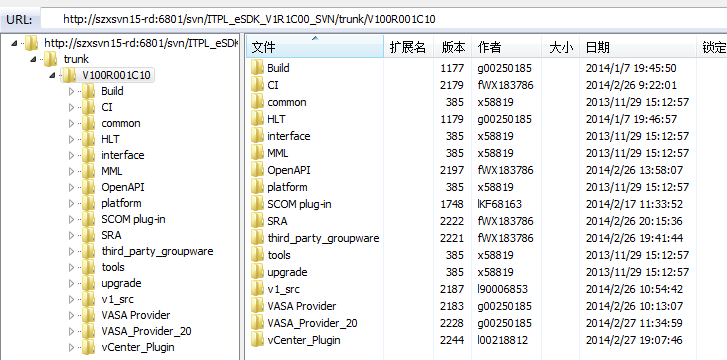 URL: http://szxsvn15-rd:6801/svn/ITPL_eSDK_V1R1C00_SVN/trunk/V100R001C10
http://szxsvn15-rd:6801/svn/ITPL_eSDK
trunk
V100R001C10
Build
CI
common
HLT
interface
MML
OpenAPI
platform
SCOM plug-in
SRA
third_party_groupware
tools
upgrade
v1_src
VASA Provider
VASA_Provider_20
vCenter_Plugin
文件 扩展名 版本 作者 大小 日期 锁定
Build 1177 g00250185 2014/1/7 19:45:50
CI 2179 fWX183786 2014/2/26 9:22:01
common 385 x58819 2013/11/29 15:12:57
HLT 1179 g00250185 2014/1/7 19:46:57
interface 385 x58819 2013/11/29 15:12:57
MML 385 x58819 2013/11/29 15:12:57
OpenAPI 2197 fWX183786 2014/2/26 13:58:07
platform 385 x58819 2013/11/29 15:12:57
SCOM plug-in 1748 lKF68163 2014/2/17 11:33:52
SRA 2222 fWX183786 2014/2/26 20:15:36
third_party_groupware 2221 fWX183786 2014/2/26 19:41:44
tools 385 x58819 2013/11/29 15:12:57
upgrade 385 x58819 2013/11/29 15:12:57
v1_src 2187 l90006853 2014/2/26 10:54:42
VASA Provider 2183 g00250185 2014/2/26 10:13:07
VASA_Provider_20 2228 g00250185 2014/2/27 11:34:59
vCenter_Plugin 2244 l00218812 2014/2/27 19:07:46